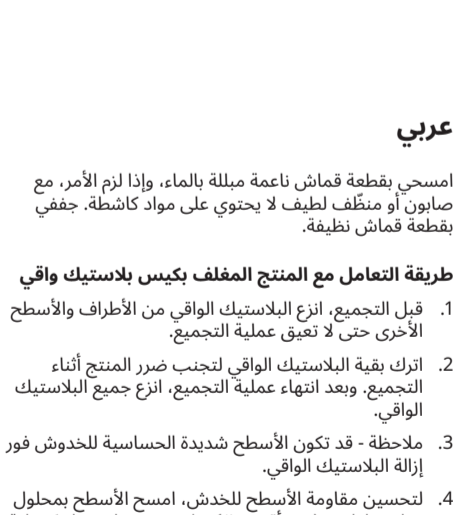 عربي
امسحي بقطعة قماش ناعمة مبللة بالماء، وإذا لزم الأمر، مع
صابون أو منظّف لطيف لا يحتوي على مواد كاشطة. جففي
بقطعة قماش نظيفة.
طريقة التعامل مع المنتج المغلف بكيس بلاستيك واقي
1. قبل التجميع، انزع البلاستيك الواقي من الأطراف والأسطح
الأخرى حتى لا تعيق عملية التجميع.
2. اترك بقية البلاستيك الواقي لتجنب ضرر المنتج أثناء
التجميع. وبعد انتهاء عملية التجميع، انزع جميع البلاستيك
الواقي.
3. ملاحظة - قد تكون الأسطح شديدة الحساسية للخدوش فور
إزالة البلاستيك الواقي.
4. لتحسين مقاومة الأسطح للخدش، امسح الأسطح بمحلول